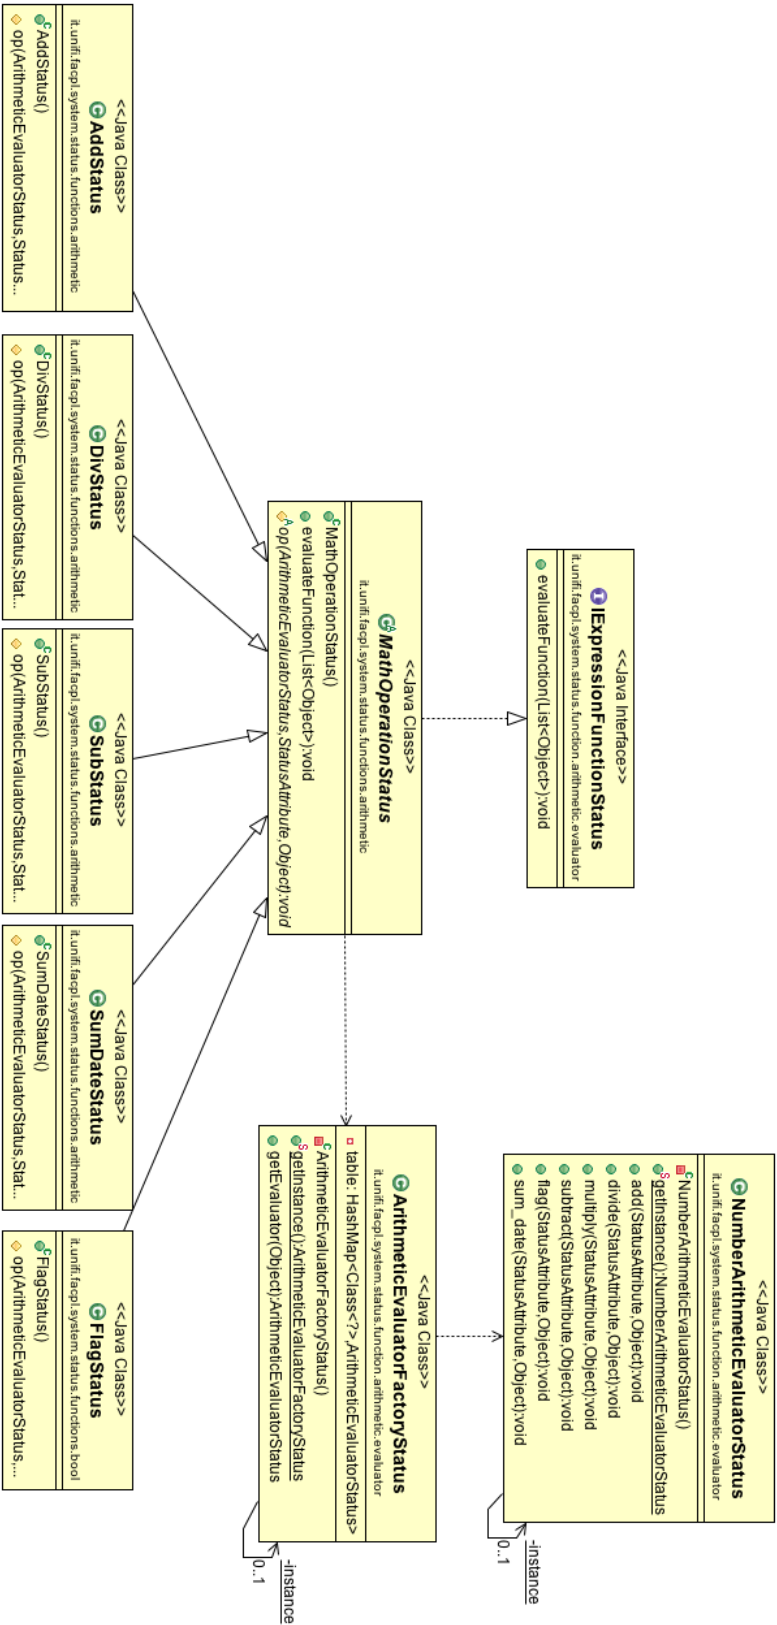 <<Java Interface>>
IExpressionFunctionStatus
it.unifi.facpl.system.status.function.arithmetic.evaluator
evaluateFunction(List<Object>):void
<<Java Class>>
NumberArithmeticEvaluatorStatus
it.unifi.facpl.system.status.function.arithmetic.evaluator
NumberArithmeticEvaluatorStatus()
getInstance():NumberArithmeticEvaluatorStatus
add(StatusAttribute,Object):void
divide(StatusAttribute,Object):void
multiply(StatusAttribute,Object):void
subtract(StatusAttribute,Object):void
flag(StatusAttribute,Object):void
sum_date(StatusAttribute,Object):void
-instance
0..1
<<Java Class>>
MathOperationStatus
it.unifi.facpl.system.status.functions.arithmetic
MathOperationStatus()
evaluateFunction(List<Object>):void
op(ArithmeticEvaluatorStatus,StatusAttribute,Object):void
<<Java Class>>
ArithmeticEvaluatorFactoryStatus
it.unifi.facpl.system.status.function.arithmetic.evaluator
table: HashMap<Class<?>,ArithmeticEvaluatorStatus>
ArithmeticEvaluatorFactoryStatus()
getInstance():ArithmeticEvaluatorFactoryStatus
getEvaluator(Object):ArithmeticEvaluatorStatus
-instance
0..1
<<Java Class>>
AddStatus
it.unifi.facpl.system.status.functions.arithmetic
AddStatus()
op(ArithmeticEvaluatorStatus,Status...
<<Java Class>>
DivStatus
it.unifi.facpl.system.status.functions.arithmetic
DivStatus()
op(ArithmeticEvaluatorStatus,Stat...
<<Java Class>>
SubStatus
it.unifi.facpl.system.status.functions.arithmetic
SubStatus()
op(ArithmeticEvaluatorStatus,Stat...
<<Java Class>>
SumDateStatus
it.unifi.facpl.system.status.functions.arithmetic
SumDateStatus()
op(ArithmeticEvaluatorStatus,Stat...
<<Java Class>>
FlagStatus
it.unifi.facpl.system.status.functions.bool
FlagStatus()
op(ArithmeticEvaluatorStatus,...